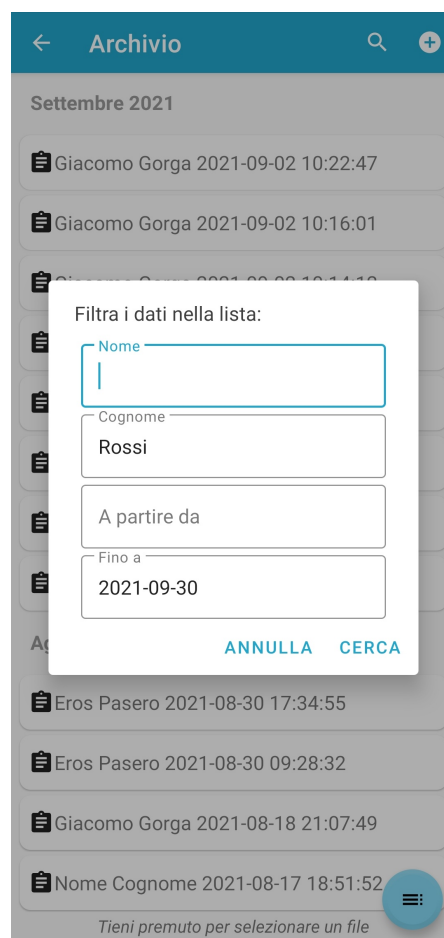 Archivio
Settembre 2021
Giacomo Gorga 2021-09-02 10:22:47
Giacomo Gorga 2021-09-02 10:16:01
Filtra i dati nella lista:
Nome
Cognome
Rossi
A partire da
Fino a
2021-09-30
ANNULLA CERCA
Eros Pasero 2021-08-30 17:34:55
Eros Pasero 2021-08-30 09:28:32
Giacomo Gorga 2021-08-18 21:07:49
Nome Cognome 2021-08-17 18:51:52
Tieni premuto per selezionare un file